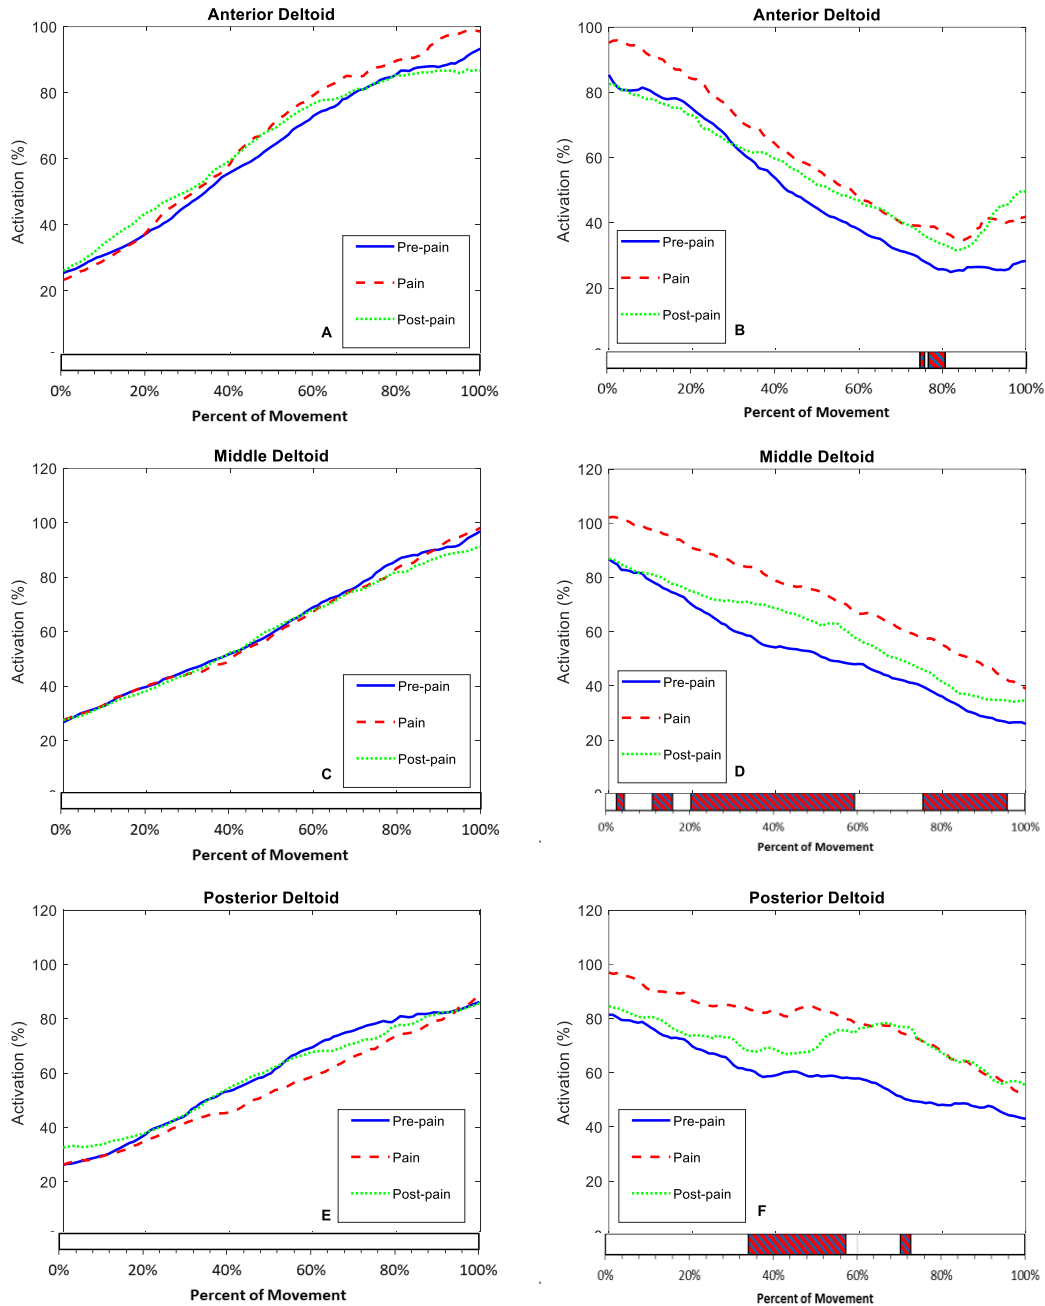 Anterior Deltoid
100
80
60
40
20
Activation (%)
Pre-pain
Pain
Post-pain
A
0% 20% 40% 60% 80% 100%
Percent of Movement
Anterior Deltoid
100
80
60
40
20
Activation (%)
Pre-pain
Pain
Post-pain
B
0% 20% 40% 60% 80% 100%
Percent of Movement
Middle Deltoid
120
100
80
60
40
20
Activation (%)
Pre-pain
Pain
Post-pain
C
0% 20% 40% 60% 80% 100%
Percent of Movement
Middle Deltoid
120
100
80
60
40
20
Activation (%)
Pre-pain
Pain
Post-pain
D
0% 20% 40% 60% 80% 100%
Percent of Movement
Posterior Deltoid
120
100
80
60
40
20
Activation (%)
Pre-pain
Pain
Post-pain
E
0% 20% 40% 60% 80% 100%
Percent of Movement
Posterior Deltoid
120
100
80
60
40
20
Activation (%)
Pre-pain
Pain
Post-pain
F
0% 20% 40% 60% 80% 100%
Percent of Movement